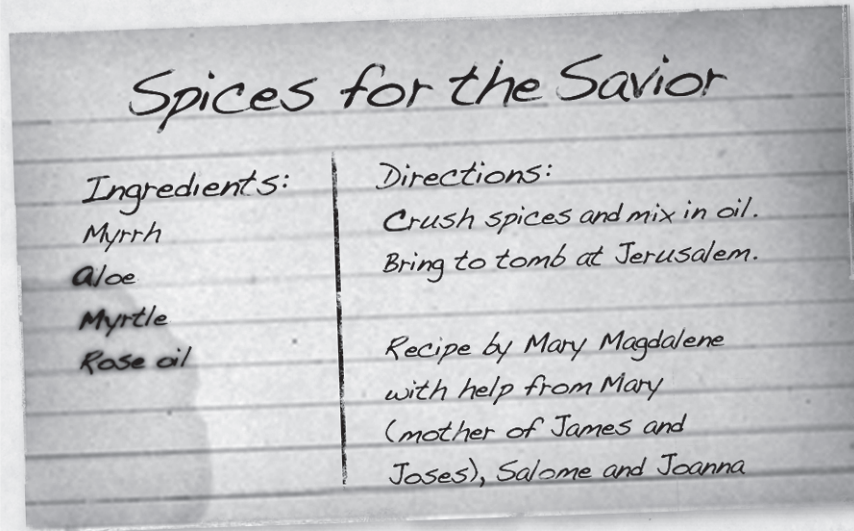 Spices for the Savior
Ingredients:
Myrrh
aloe
Myrtle
Rose oil
Directions:
Crush spices and mix in oil.
Bring to tomb at Jerusalem.
Recipe by Mary Magdalene
with help from Mary
(mother of James and
Joses), Salome and Joanna